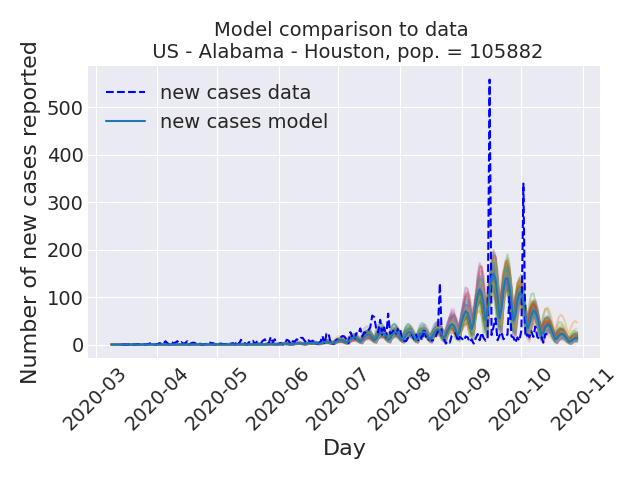 Model comparison to data
US - Alabama - Houston, pop. = 105882
new cases data
new cases model
Number of new cases reported
500
400
300
200
100
0
2020-03
2020-04
2020-05
2020-06
2020-07
2020-08
2020-09
2020-10
2020-11
Day